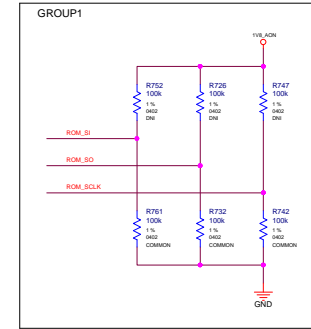 GROUP1
1V8_AON
R752
100k
1 %
0402
DNI
R726
100k
1 %
0402
DNI
R747
100k
1 %
0402
DNI
ROM_SI
ROM_SO
ROM_SCLK
R761
100k
1 %
0402
COMMON
R732
100k
1 %
0402
COMMON
R742
100k
1 %
0402
COMMON
GND